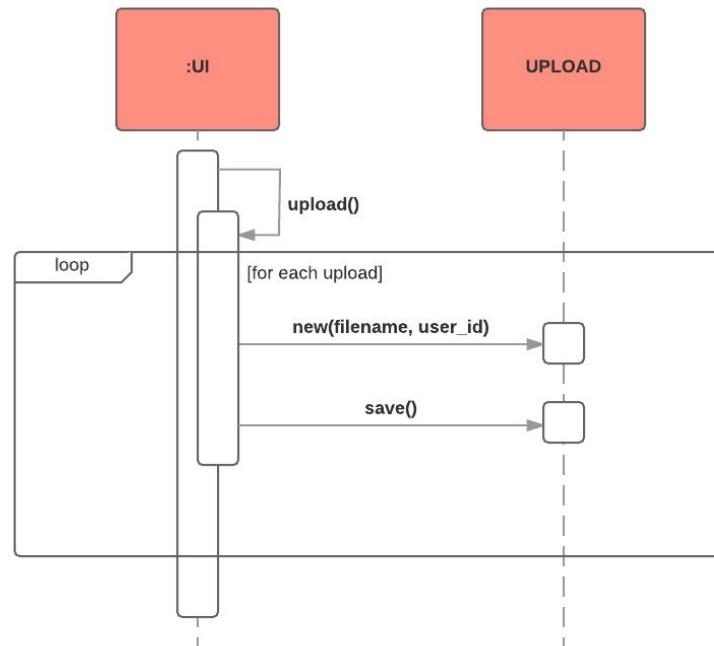 :UI
UPLOAD
upload()
loop
[for each upload]
new(filename, user_id)
save()